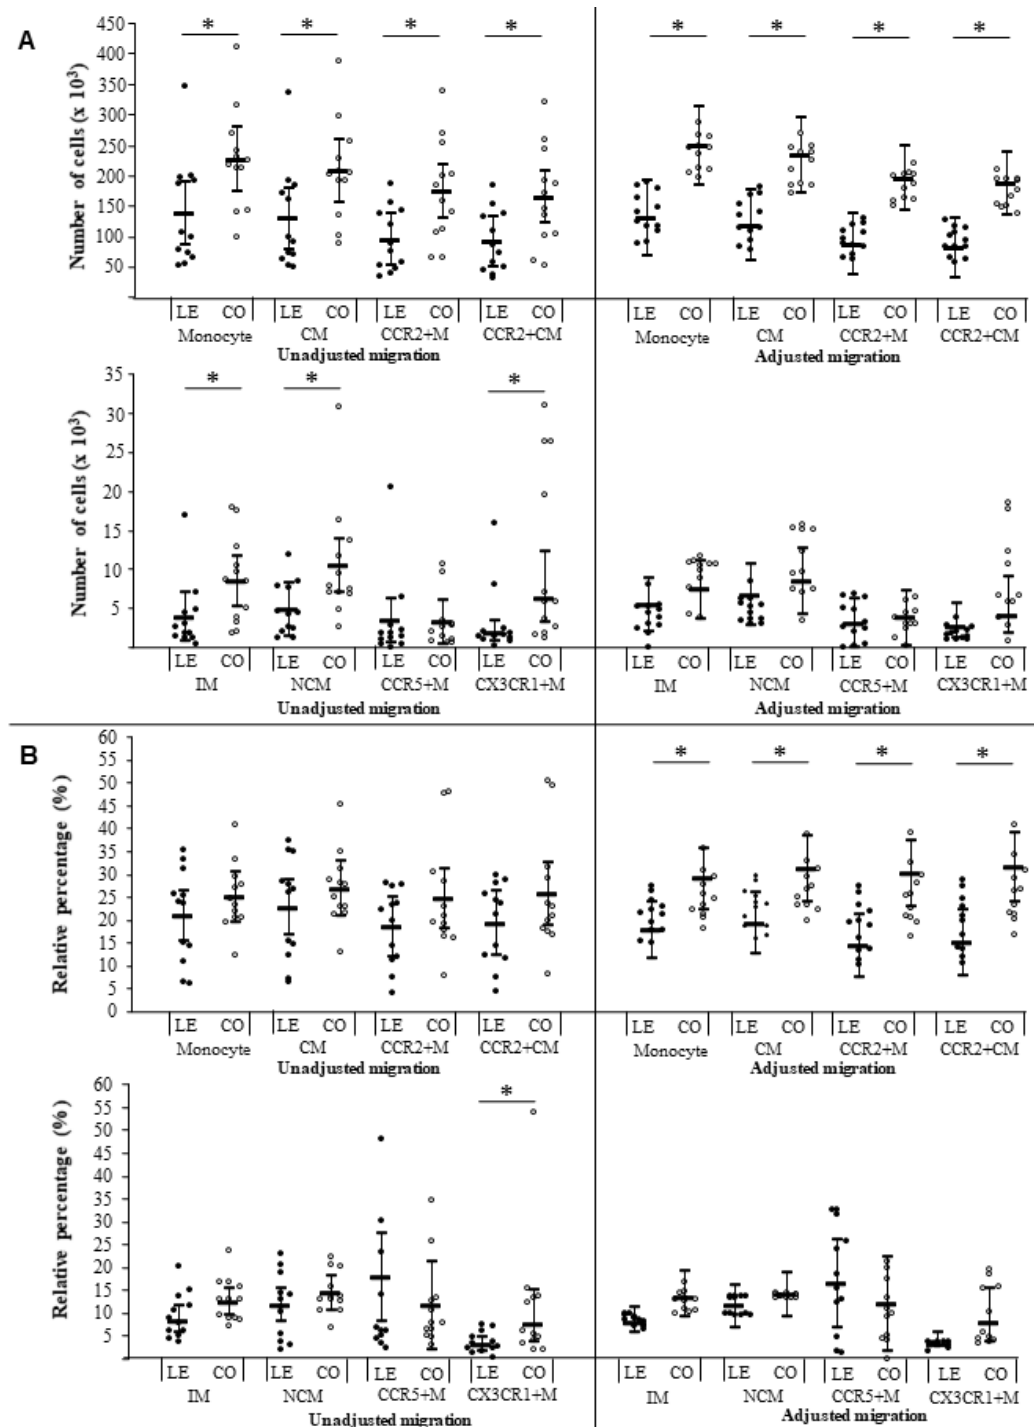 A
Number of cells (x 10³)
450
400
350
300
250
200
150
100
50
* * * * * * * *
LE CO LE CO LE CO LE CO LE CO LE CO LE CO LE CO
Monocyte CM CCR2+M CCR2+CM Monocyte CM CCR2+M CCR2+CM
Unadjusted migration Adjusted migration
Number of cells (x 10³)
35
30
25
20
15
10
5
* * *
LE CO LE CO LE CO LE CO LE CO LE CO LE CO LE CO
IM NCM CCR5+M CX3CR1+M IM NCM CCR5+M CX3CR1+M
Unadjusted migration Adjusted migration
B
Relative percentage (%)
60
55
50
45
40
35
30
25
20
15
10
5
0
* * * *
LE CO LE CO LE CO LE CO LE CO LE CO LE CO LE CO
Monocyte CM CCR2+M CCR2+CM Monocyte CM CCR2+M CCR2+CM
Unadjusted migration Adjusted migration
Relative percentage (%)
60
55
50
45
40
35
30
25
20
15
10
5
0
*
LE CO LE CO LE CO LE CO LE CO LE CO LE CO LE CO
IM NCM CCR5+M CX3CR1+M IM NCM CCR5+M CX3CR1+M
Unadjusted migration Adjusted migration